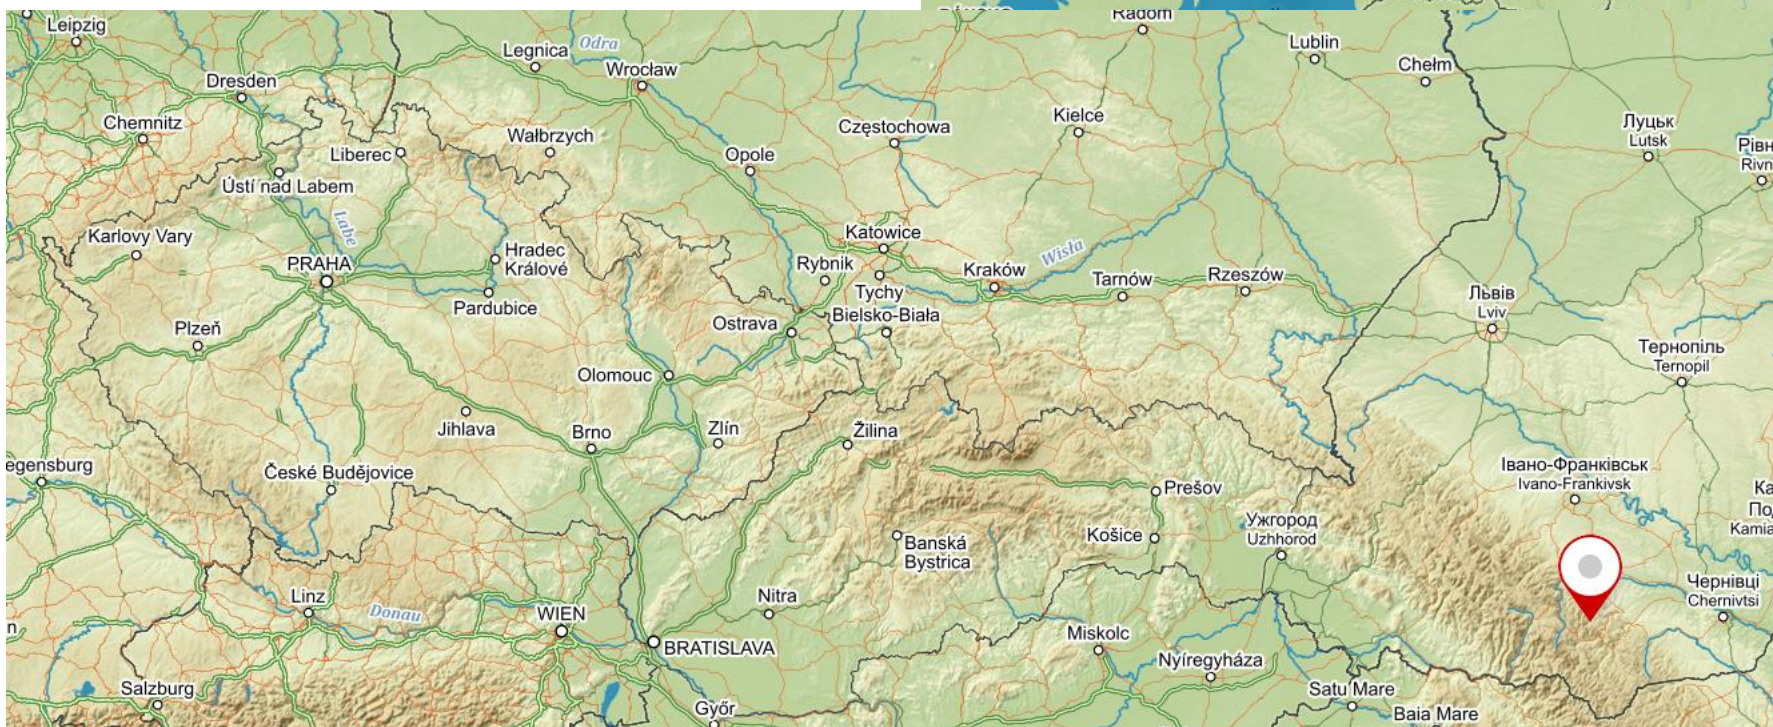 Leipzig
Legnica
Odra
Wrocław
Radom
Lublin
Chełm
Dresden
Chemnitz
Wałbrzych
Częstochowa
Kielce
Луцьк
Lutsk
Рівн
Rivn
Liberec
Opole
Ústí nad Labem
Labe
Karlovy Vary
PRAHA
Hradec
Králové
Pardubice
Katowice
Rybnik
Tychy
Kraków
Wisła
Tarnów
Rzeszów
Львів
Lviv
Plzeň
Ostrava
Bielsko-Biała
Тернопіль
Ternopil
Olomouc
Jihlava
Brno
Zlín
Žilina
egensburg
České Budějovice
Prešov
Івано-Франківськ
Ivano-Frankivsk
Ка
По
Kamia
Banská
Bystrica
Košice
Ужгород
Uzhhorod
Linz
Donau
WIEN
Nitra
Чернівці
Chernivtsi
n
BRATISLAVA
Miskolc
Nyíregyháza
Salzburg
Győr
Satu Mare
Baia Mare